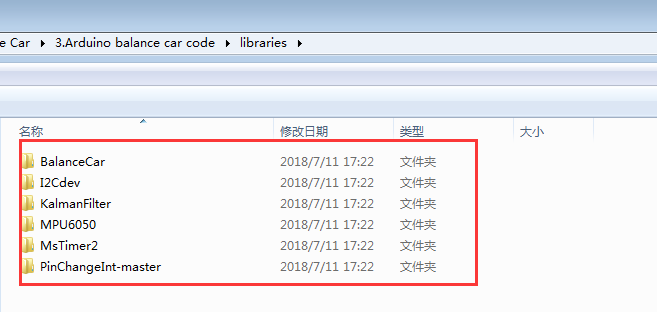 e Car ▸ 3.Arduino balance car code ▸ libraries ▸
名称 修改日期 类型 大小
BalanceCar 2018/7/11 17:22 文件夹
I2Cdev 2018/7/11 17:22 文件夹
KalmanFilter 2018/7/11 17:22 文件夹
MPU6050 2018/7/11 17:22 文件夹
MsTimer2 2018/7/11 17:22 文件夹
PinChangeInt-master 2018/7/11 17:22 文件夹